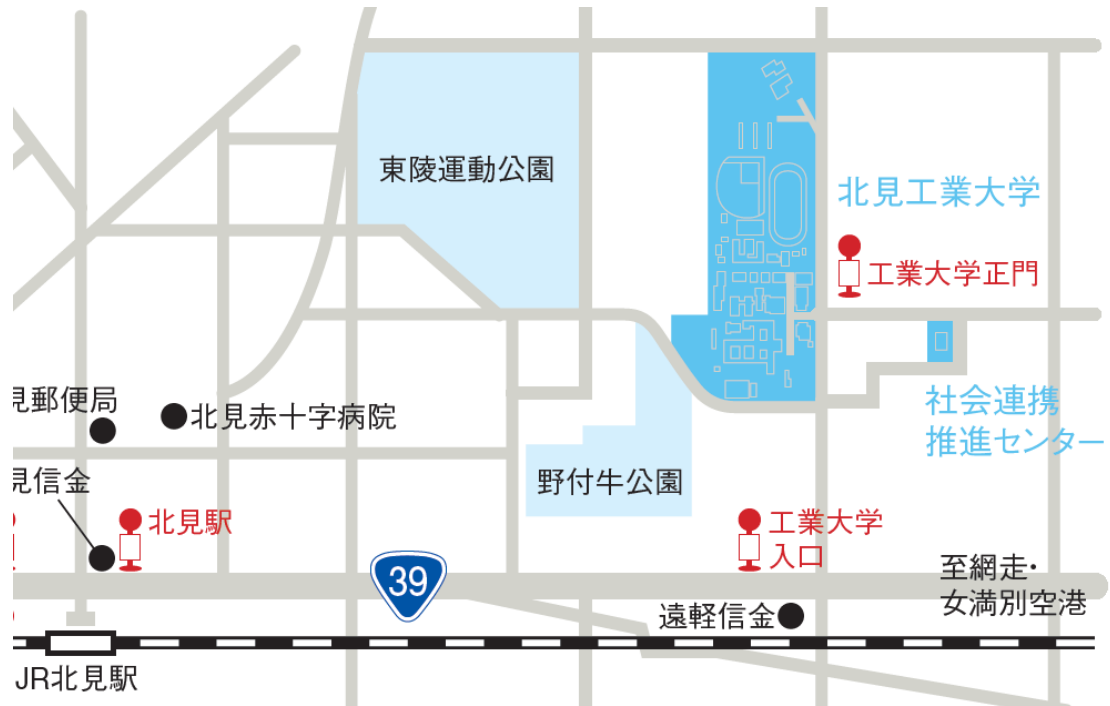 東陵運動公園
北見工業大学
工業大学正門
見郵便局
北見赤十字病院
社会連携
推進センター
見信金
野付牛公園
北見駅
工業大学
入口
39
至網走・
女満別空港
遠軽信金
JR北見駅